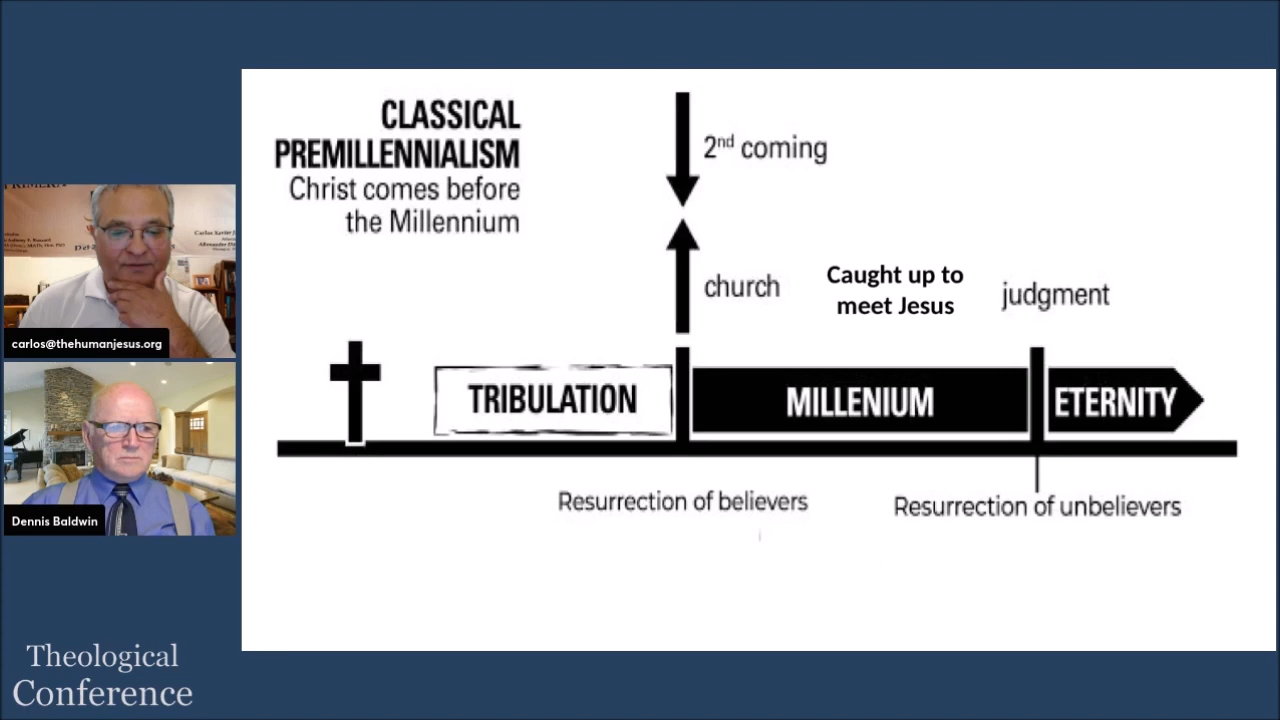 CLASSICAL
PREMILLENNIALISM
Christ comes before
the Millennium
2nd coming
church
Caught up to
meet Jesus
judgment
TRIBULATION
MILLENIUM
ETERNITY
Resurrection of believers
Resurrection of unbelievers
carlos@thehumanjesus.org
Dennis Baldwin
Theological
Conference